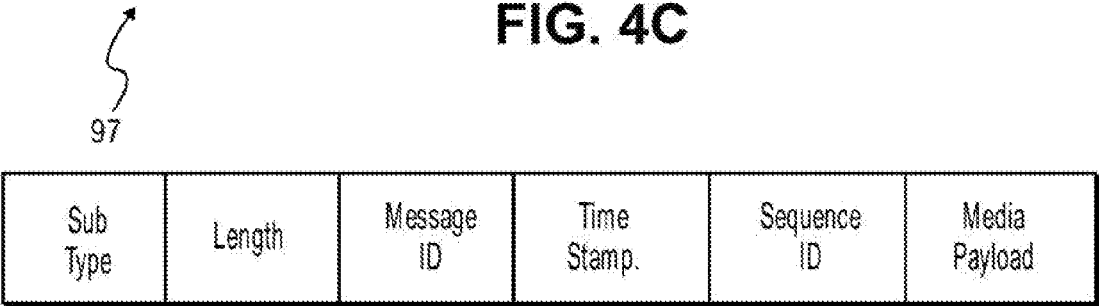 FIG. 4C
97
Sub Type
Length
Message ID
Time Stamp.
Sequence ID
Media Payload